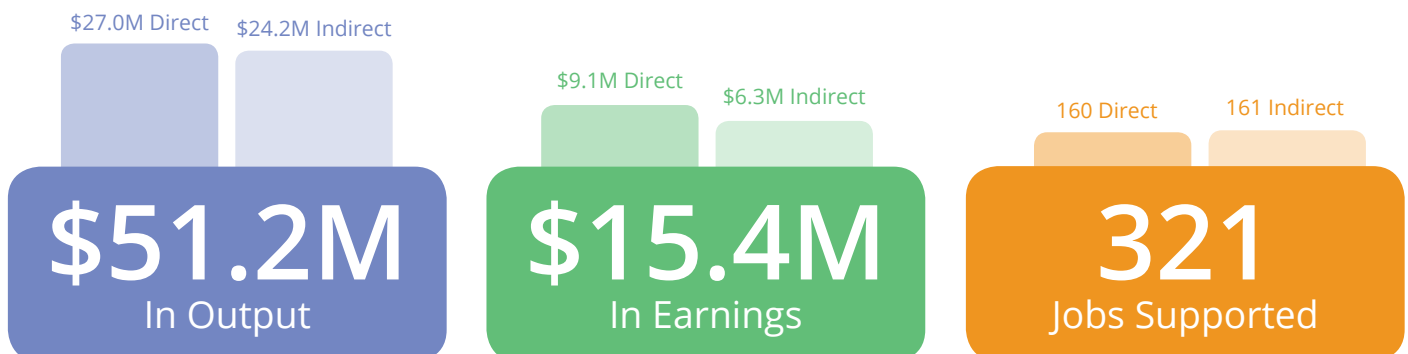 $27.0M Direct
$24.2M Indirect
$51.2M
In Output
$9.1M Direct
$6.3M Indirect
$15.4M
In Earnings
160 Direct
161 Indirect
321
Jobs Supported